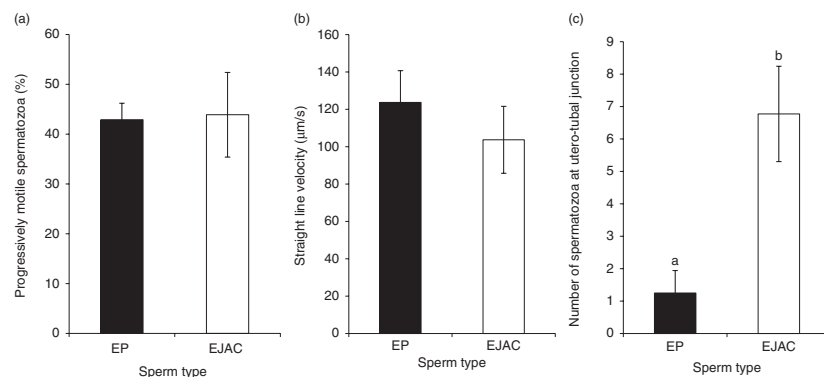 (a)
Progressively motile spermatozoa (%)
60
50
40
30
20
10
0
EP EJAC
Sperm type
(b)
Straight line velocity (µm/s)
160
140
120
100
80
60
40
20
0
EP EJAC
Sperm type
(c)
Number of spermatozoa at utero-tubal junction
9
8
7
6
5
4
3
2
1
0
a
b
EP EJAC
Sperm type